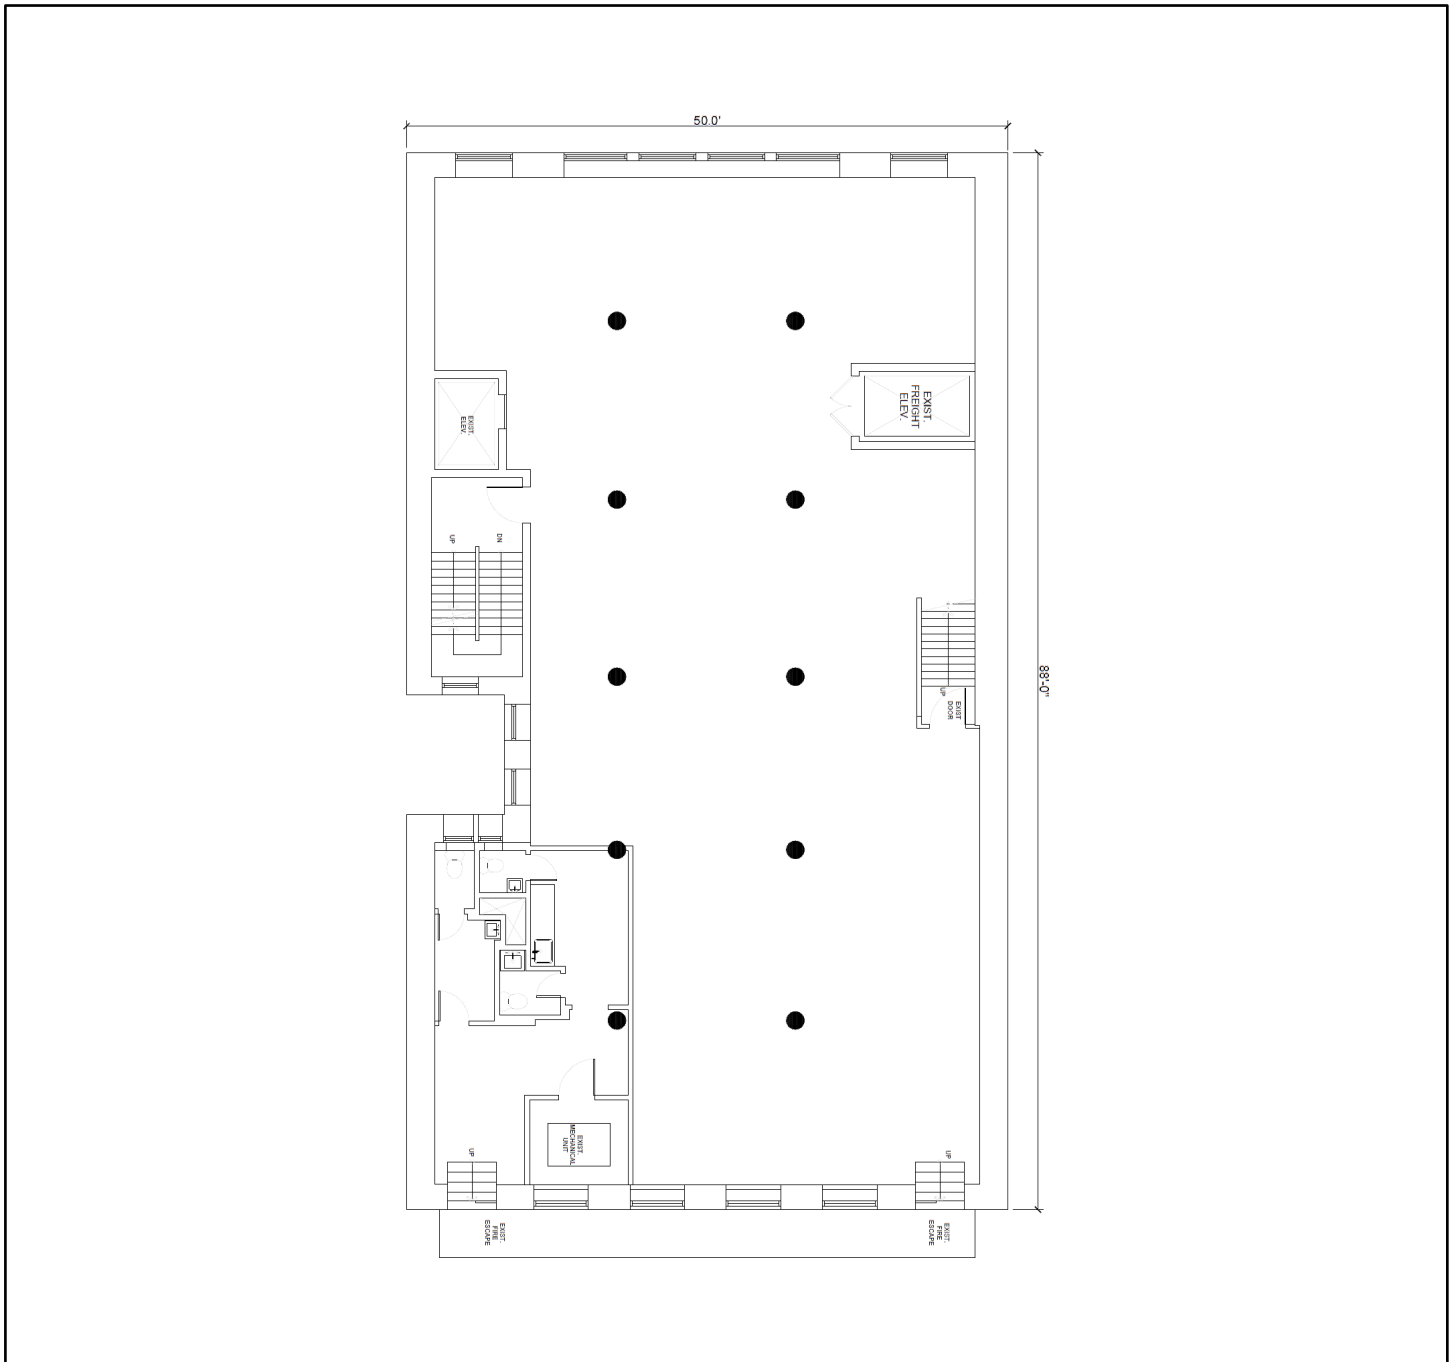 50.0'
EXIST.
FREIGHT
ELEV.
EXIST.
ELEV.
UP
DN
88'-0"
UP
EXIST
DOOR
EXIST.
MECHANICAL
UNIT
UP
UP
EXIST.
FIRE
ESCAPE
EXIST.
FIRE
ESCAPE